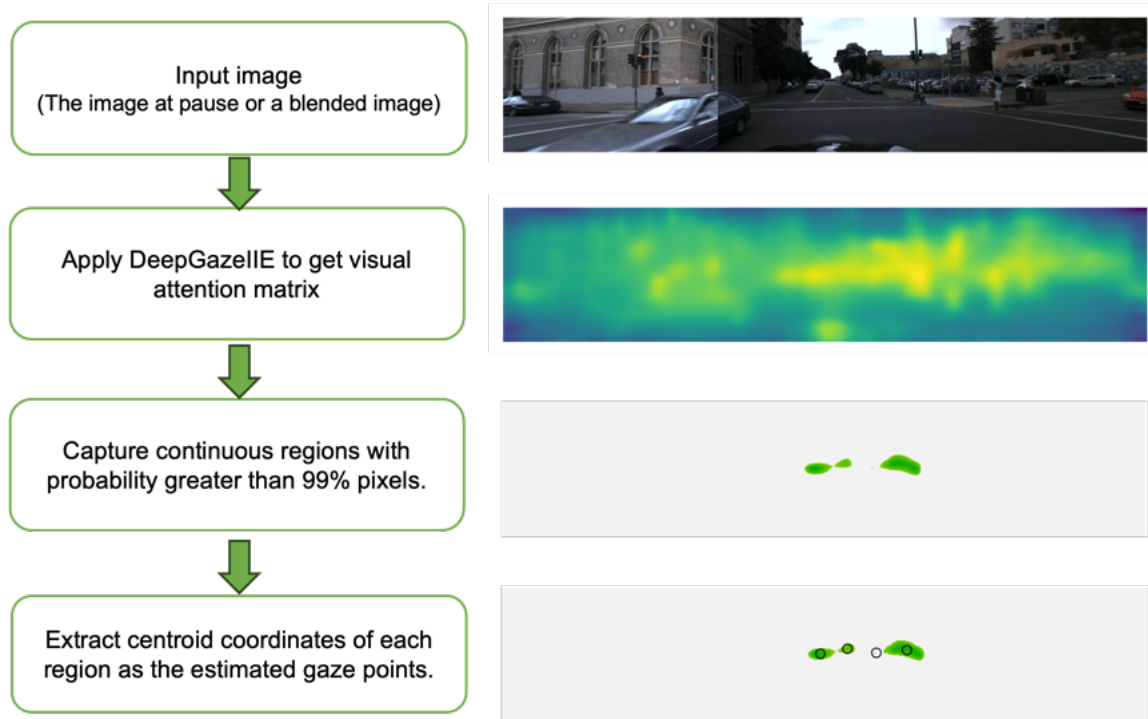 Input image
(The image at pause or a blended image)
Apply DeepGazeIIE to get visual
attention matrix
Capture continuous regions with
probability greater than 99% pixels.
Extract centroid coordinates of each
region as the estimated gaze points.